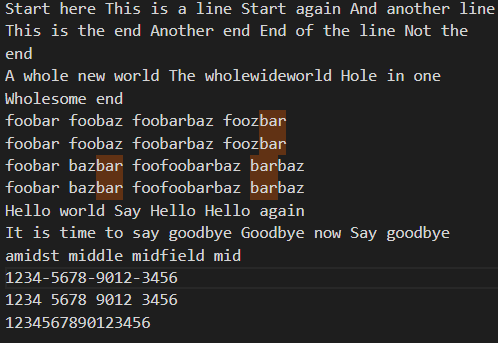 Start here This is a line Start again And another line
This is the end Another end End of the line Not the
end
A whole new world The wholewideworld Hole in one
Wholesome end
foobar foobaz foobarbaz foozbar
foobar foobaz foobarbaz foozbar
foobar bazbar foofoobarbaz barbaz
foobar bazbar foofoobarbaz barbaz
Hello world Say Hello Hello again
It is time to say goodbye Goodbye now Say goodbye
amidst middle midfield mid
1234-5678-9012-3456
1234 5678 9012 3456
1234567890123456